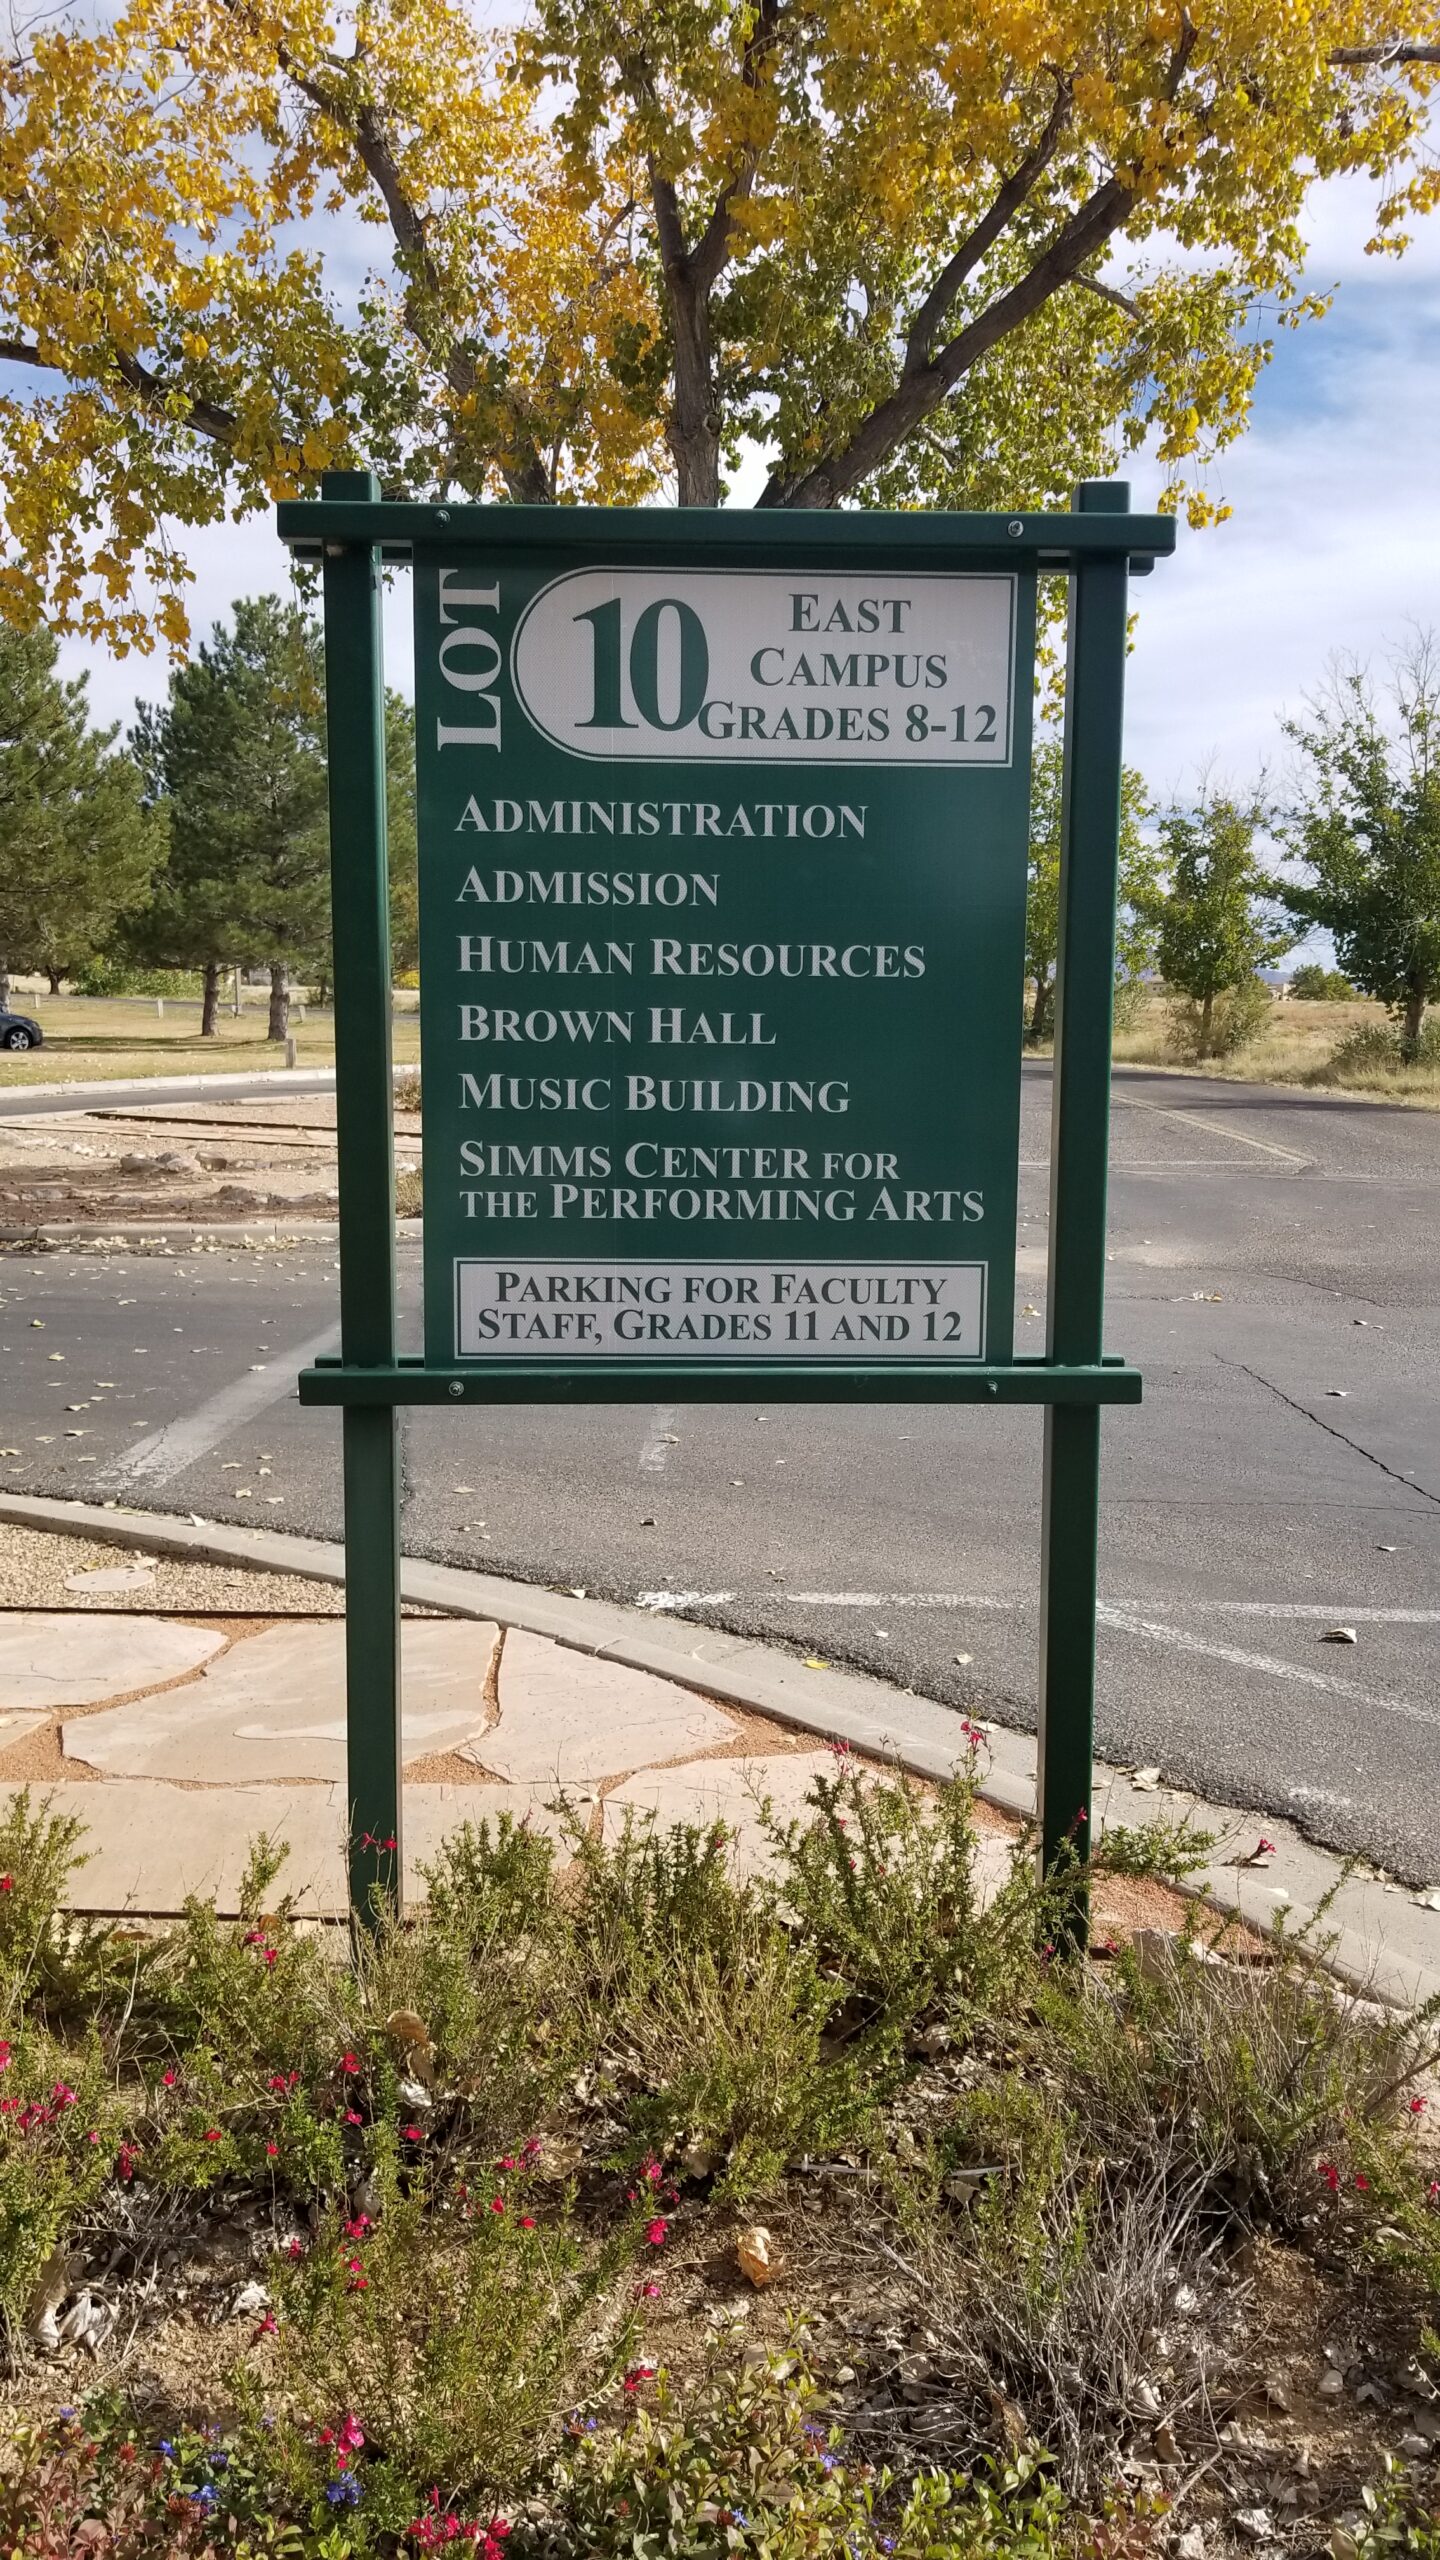 LOT
10
EAST
CAMPUS
GRADES 8-12
ADMINISTRATION
ADMISSION
HUMAN RESOURCES
BROWN HALL
MUSIC BUILDING
SIMMS CENTER FOR
THE PERFORMING ARTS
PARKING FOR FACULTY
STAFF, GRADES 11 AND 12